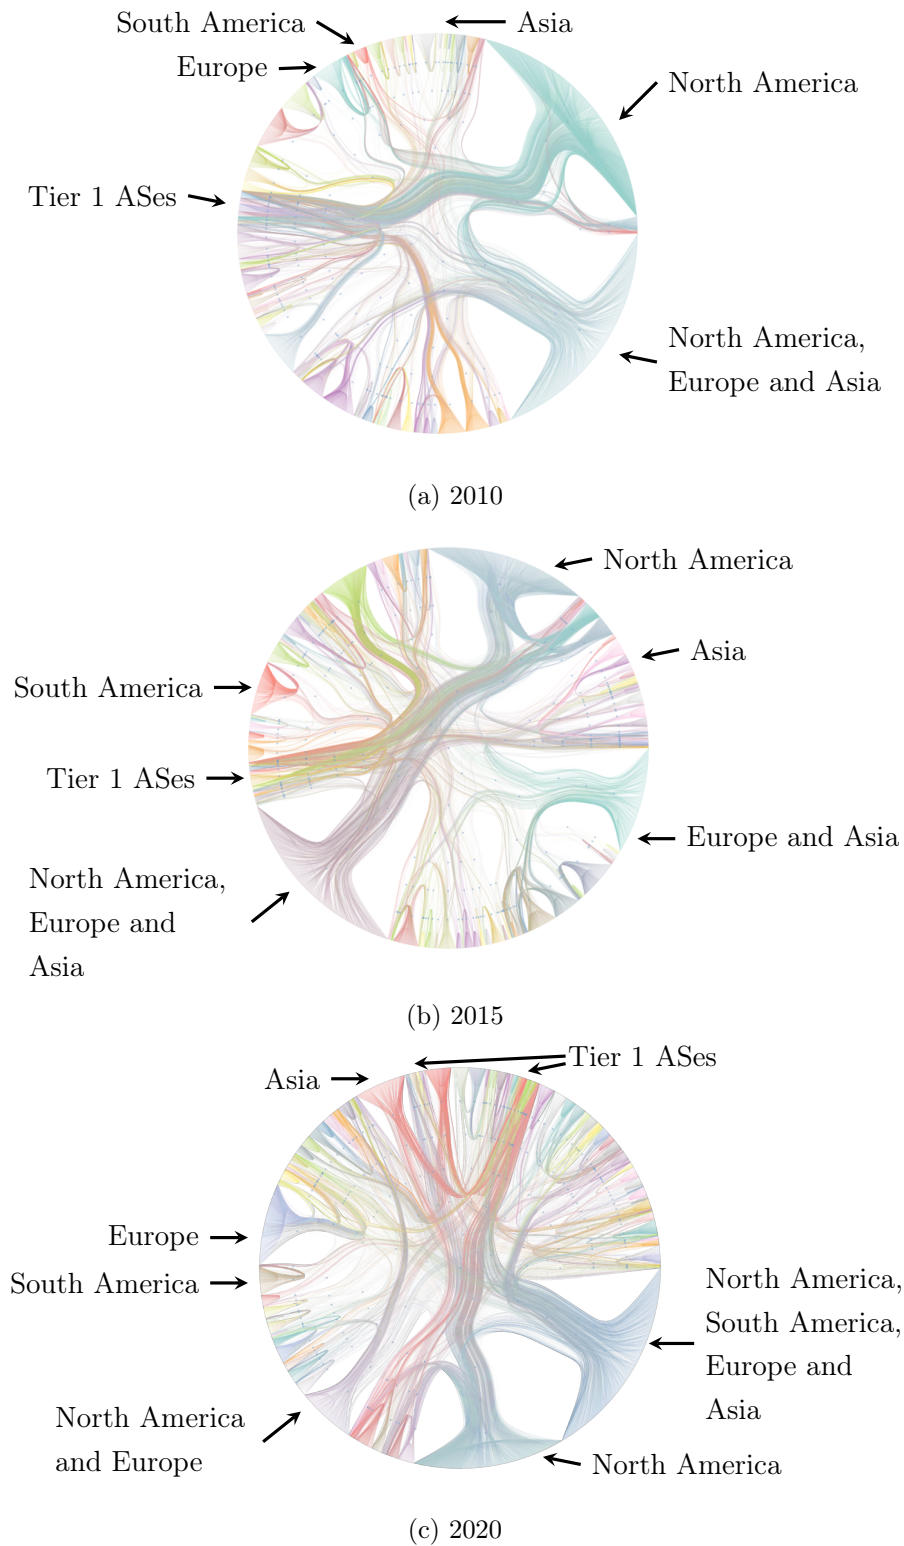 South America
Asia
Europe
North America
Tier 1 ASes
North America,
Europe and Asia
(a) 2010
North America
Asia
South America
Tier 1 ASes
Europe and Asia
North America,
Europe and
Asia
(b) 2015
Tier 1 ASes
Asia
Europe
South America
North America,
South America,
Europe and
Asia
North America
and Europe
North America
(c) 2020